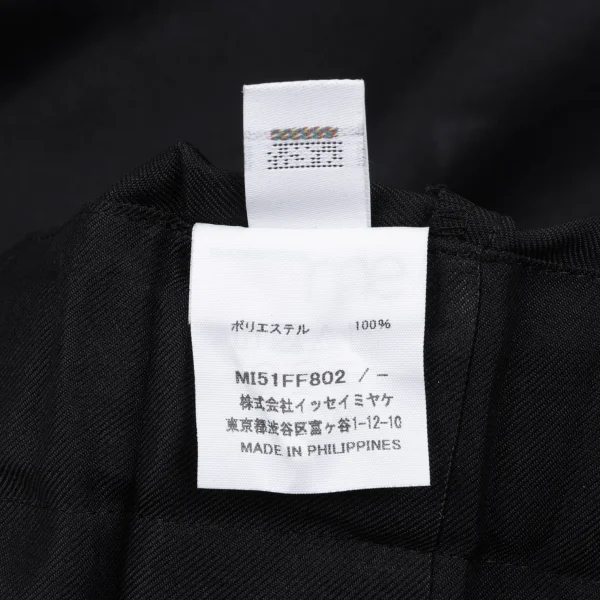 ポリエステル 100%
MI51FF802 / -
株式会社イッセイミヤケ
東京都渋谷区富ヶ谷1-12-10
MADE IN PHILIPPINES